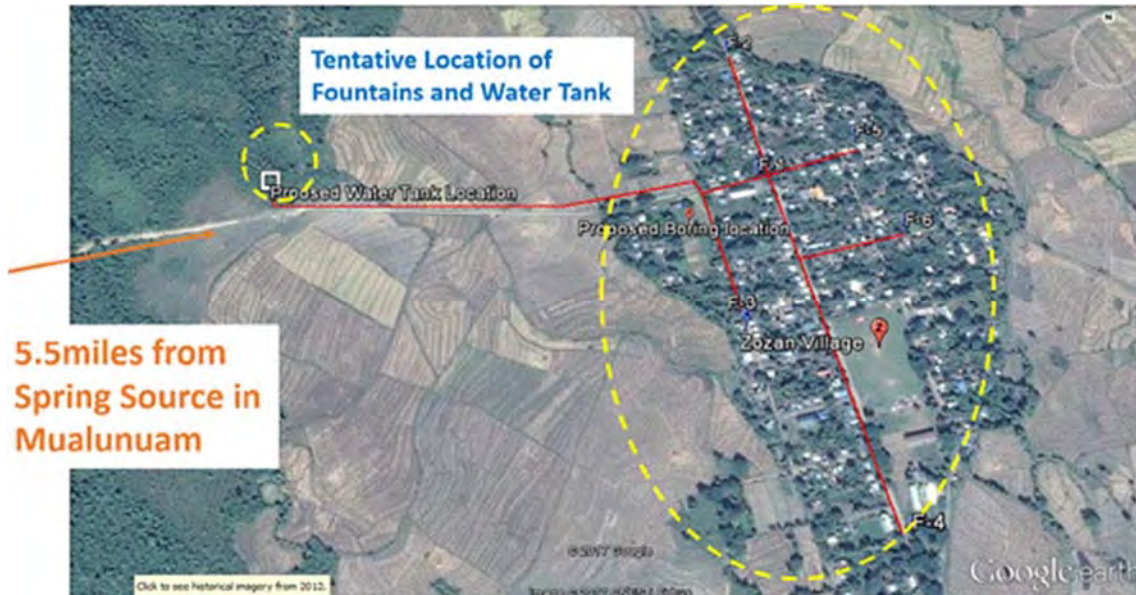 N
Tentative Location of
Fountains and Water Tank
F-2
F-5
F-1
Proposed Water Tank Location
F-6
Proposed Boring location
F-3
Zozan Village
Z
5.5miles from
Spring Source in
Mualunuam
F-4
© 2017 Google
Google earth
Click to see historical imagery from 2012.
Image © 2017